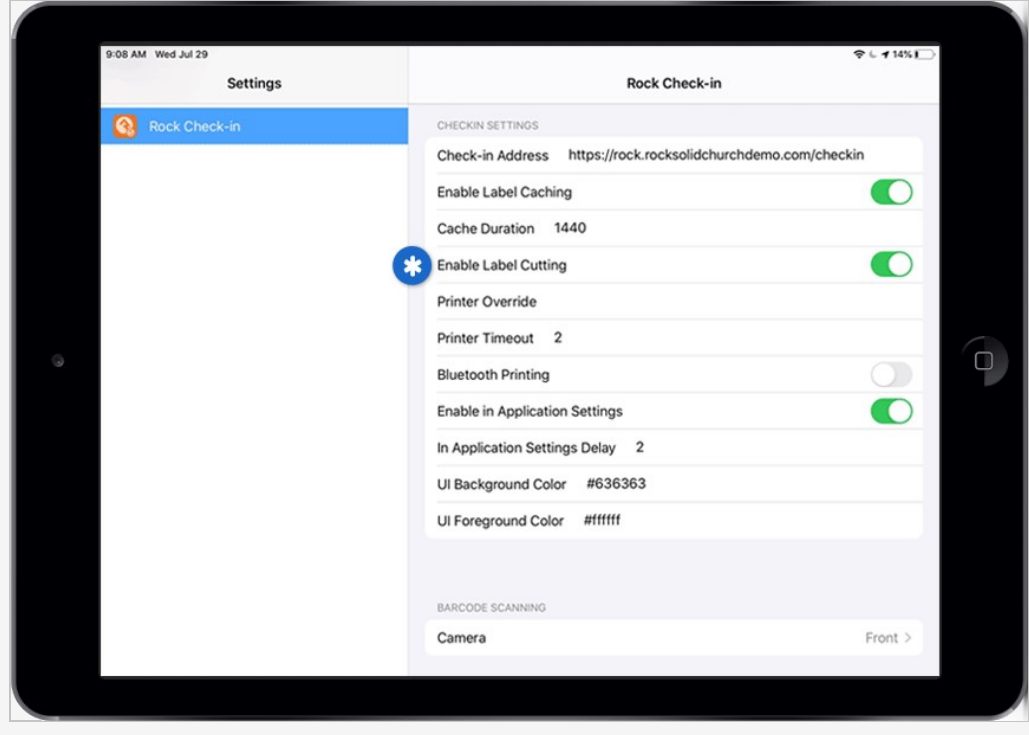 9:08 AM Wed Jul 29
14%
Settings
Rock Check-in
Rock Check-in
CHECKIN SETTINGS
Check-in Address https://rock.rocksolidchurchdemo.com/checkin
Enable Label Caching
Cache Duration 1440
Enable Label Cutting
Printer Override
Printer Timeout 2
Bluetooth Printing
Enable in Application Settings
In Application Settings Delay 2
UI Background Color #636363
UI Foreground Color #ffffff
BARCODE SCANNING
Camera Front >